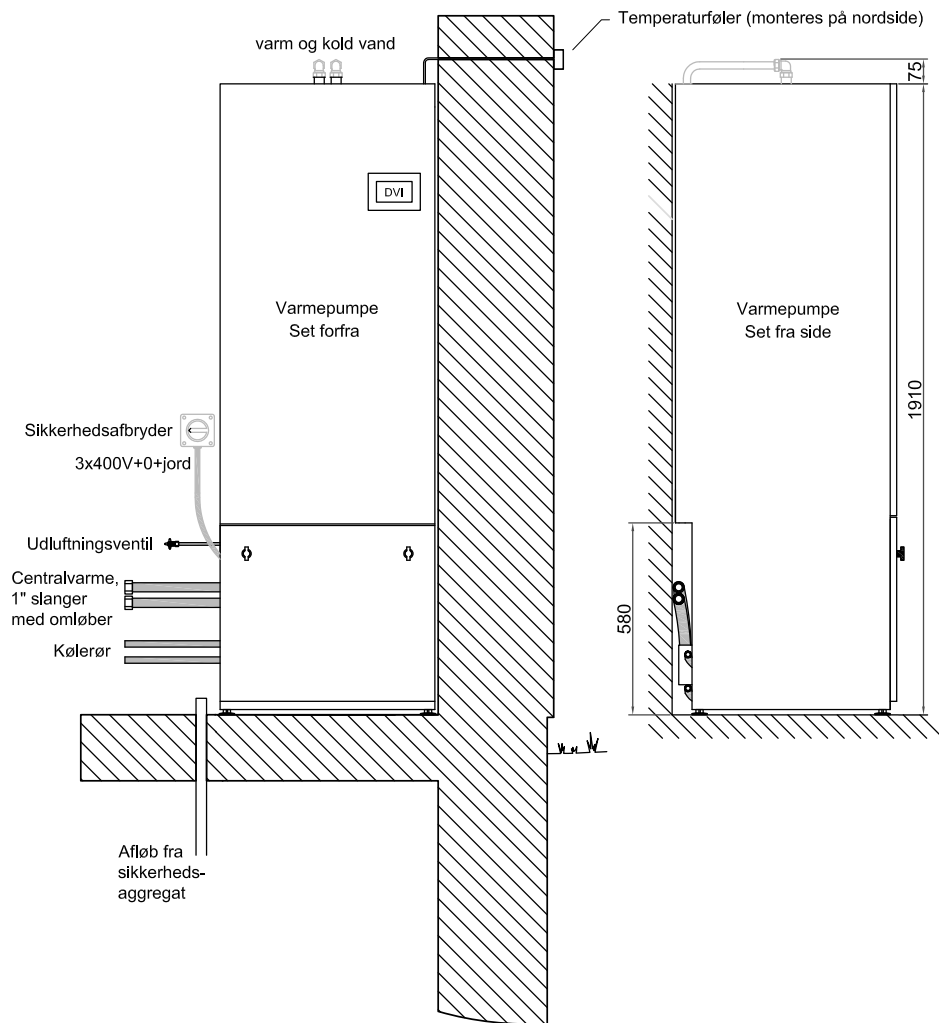 Temperaturføler (monteres på nordside)
varm og kold vand
75
DVI
Varmepumpe
Set forfra
Varmepumpe
Set fra side
1910
Sikkerhedsafbryder
3x400V+0+jord
Udluftningsventil
Centralvarme,
1" slanger
med omløber
580
Kølerør
Afløb fra
sikkerheds-
aggregat